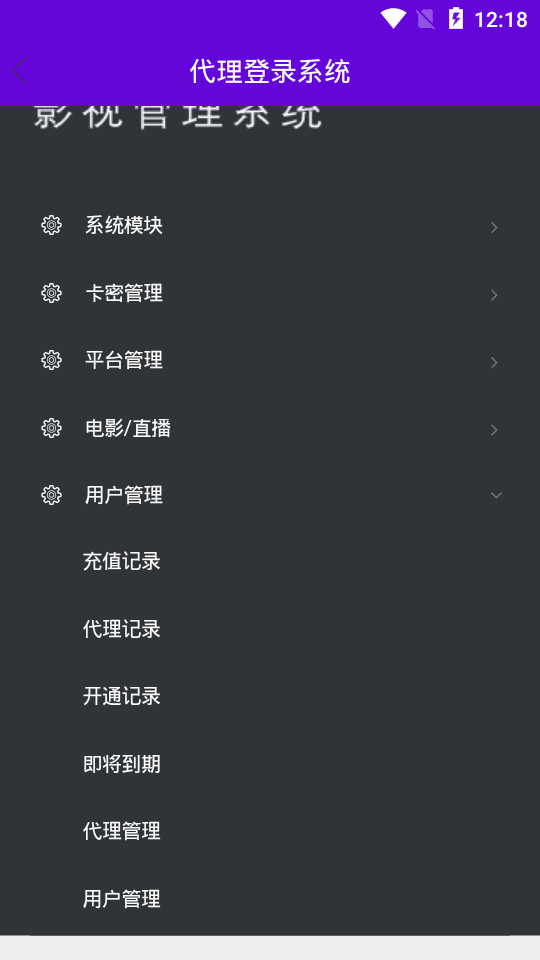 12:18
代理登录系统
影视管理系统
系统模块
卡密管理
平台管理
电影/直播
用户管理
充值记录
代理记录
开通记录
即将到期
代理管理
用户管理